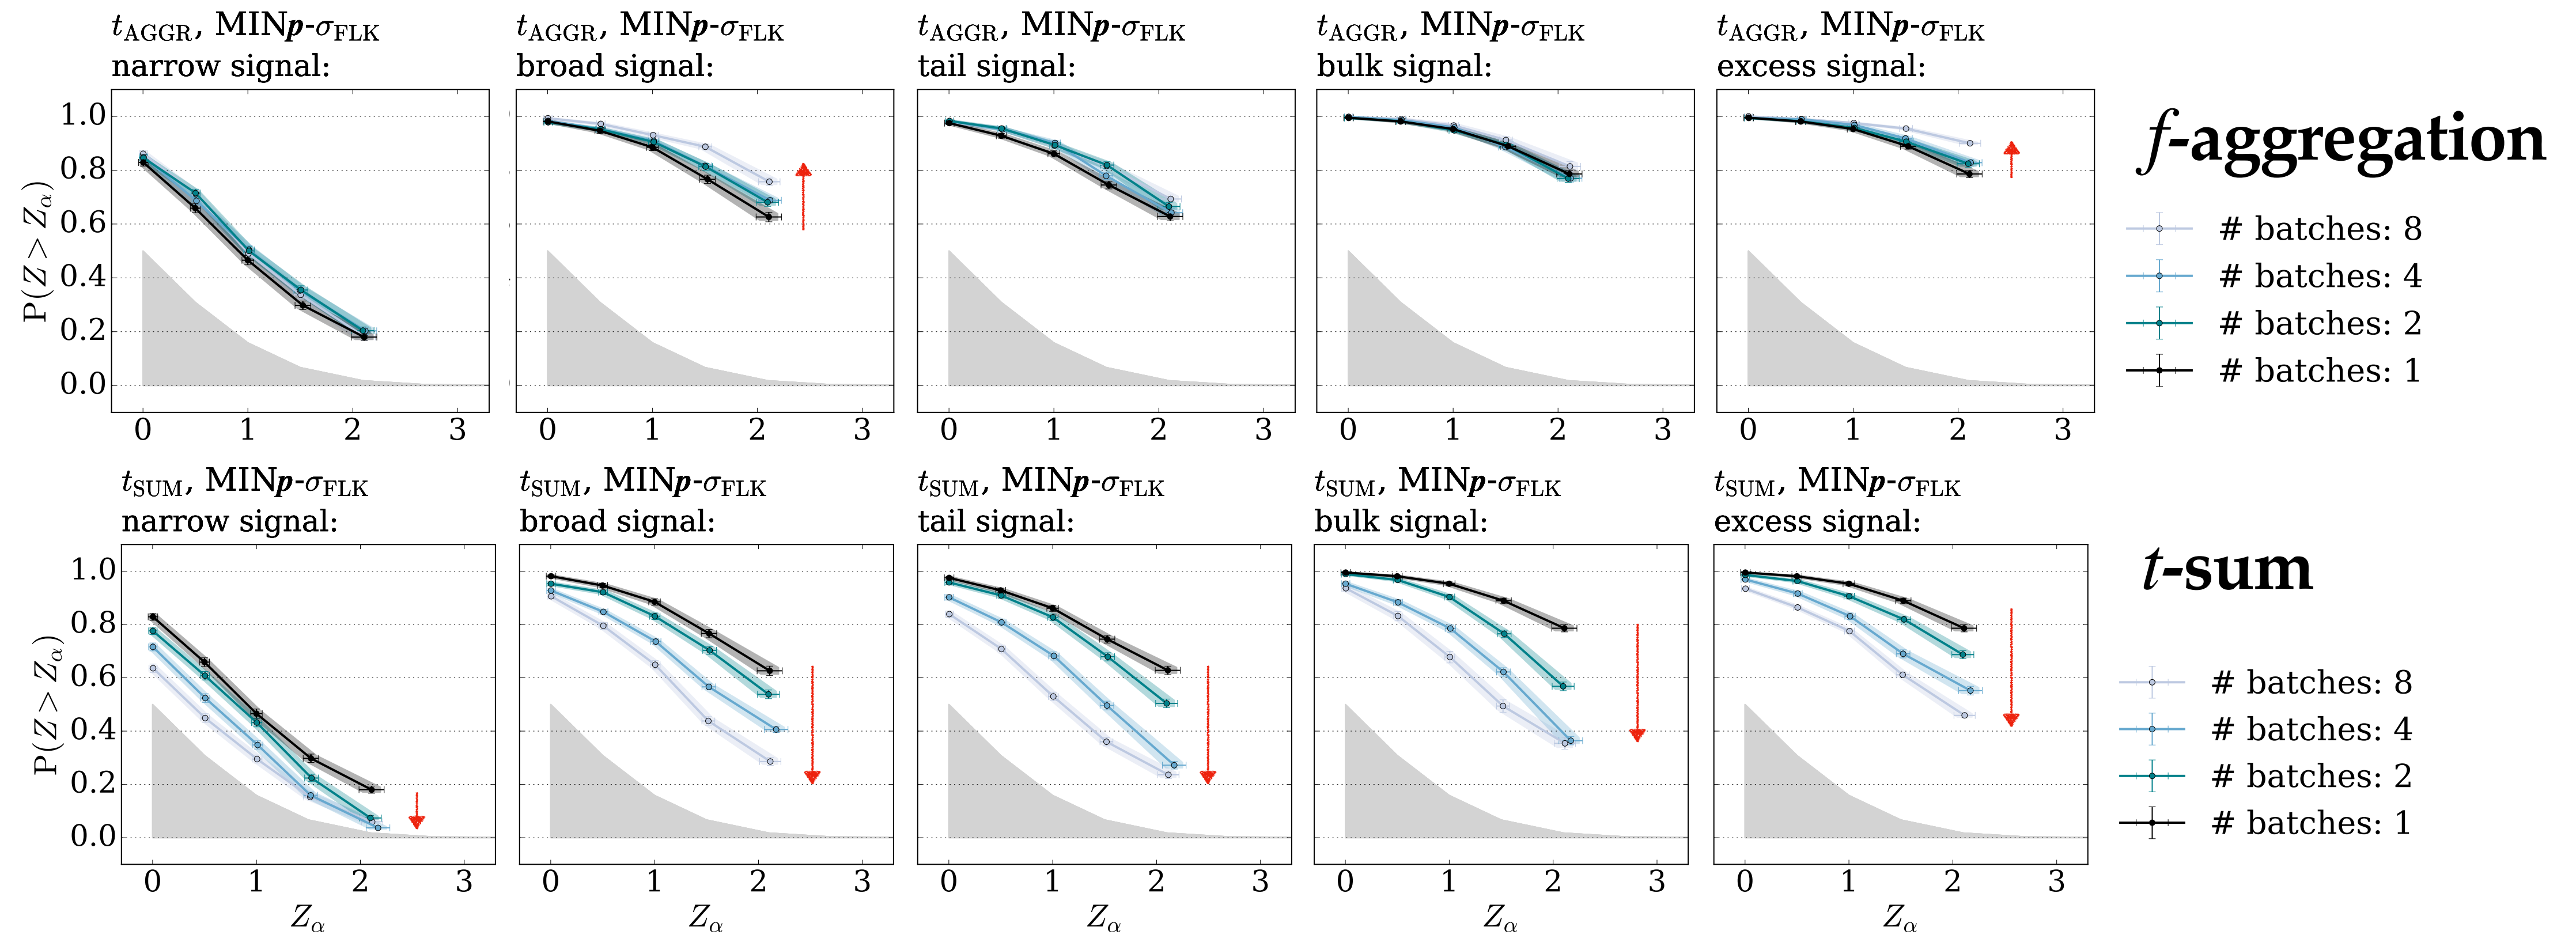 t_AGGR, MINp-σ_FLK
narrow signal:
t_AGGR, MINp-σ_FLK
broad signal:
t_AGGR, MINp-σ_FLK
tail signal:
t_AGGR, MINp-σ_FLK
bulk signal:
t_AGGR, MINp-σ_FLK
excess signal:
P(Z > Z_α)
1.0
0.8
0.6
0.4
0.2
0.0
0 1 2 3
0 1 2 3
0 1 2 3
0 1 2 3
0 1 2 3
f-aggregation
# batches: 8
# batches: 4
# batches: 2
# batches: 1
t_SUM, MINp-σ_FLK
narrow signal:
t_SUM, MINp-σ_FLK
broad signal:
t_SUM, MINp-σ_FLK
tail signal:
t_SUM, MINp-σ_FLK
bulk signal:
t_SUM, MINp-σ_FLK
excess signal:
P(Z > Z_α)
1.0
0.8
0.6
0.4
0.2
0.0
0 1 2 3
0 1 2 3
0 1 2 3
0 1 2 3
0 1 2 3
Z_α
Z_α
Z_α
Z_α
Z_α
t-sum
# batches: 8
# batches: 4
# batches: 2
# batches: 1